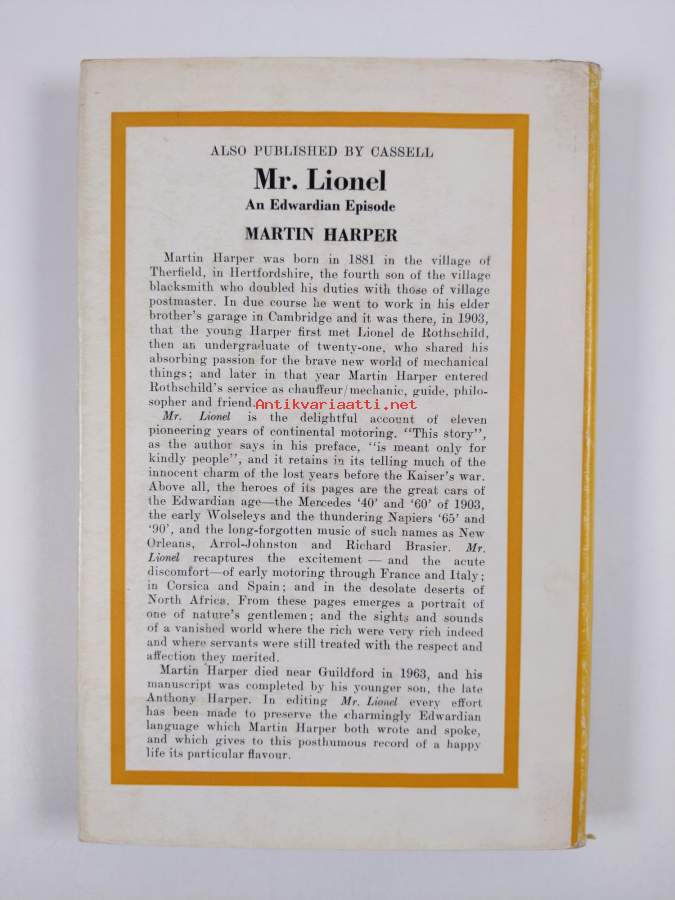 ALSO PUBLISHED BY CASSELL
Mr. Lionel
An Edwardian Episode
MARTIN HARPER
Martin Harper was born in 1881 in the village of
Therfield, in Hertfordshire, the fourth son of the village
blacksmith who doubled his duties with those of village
postmaster. In due course he went to work in his elder
brother's garage in Cambridge and it was there, in 1903,
that the young Harper first met Lionel de Rothschild,
then an undergraduate of twenty-one, who shared his
absorbing passion for the brave new world of mechanical
things; and later in that year Martin Harper entered
Rothschild's service as chauffeur/mechanic, guide, philo-
sopher and friend.
Antikvariaatti.net
Mr. Lionel is the delightful account of eleven
pioneering years of continental motoring. "This story",
as the author says in his preface, "is meant only for
kindly people", and it retains in its telling much of the
innocent charm of the lost years before the Kaiser's war.
Above all, the heroes of its pages are the great cars of
the Edwardian age—the Mercedes '40' and '60' of 1903,
the early Wolseleys and the thundering Napiers '65' and
'90', and the long-forgotten music of such names as New
Orleans, Arrol-Johnston and Richard Brasier. Mr.
Lionel recaptures the excitement — and the acute
discomfort—of early motoring through France and Italy;
in Corsica and Spain; and in the desolate deserts of
North Africa. From these pages emerges a portrait of
one of nature's gentlemen; and the sights and sounds
of a vanished world where the rich were very rich indeed
and where servants were still treated with the respect and
affection they merited.
Martin Harper died near Guildford in 1963, and his
manuscript was completed by his younger son, the late
Anthony Harper. In editing Mr. Lionel every effort
has been made to preserve the charmingly Edwardian
language which Martin Harper both wrote and spoke,
and which gives to this posthumous record of a happy
life its particular flavour.